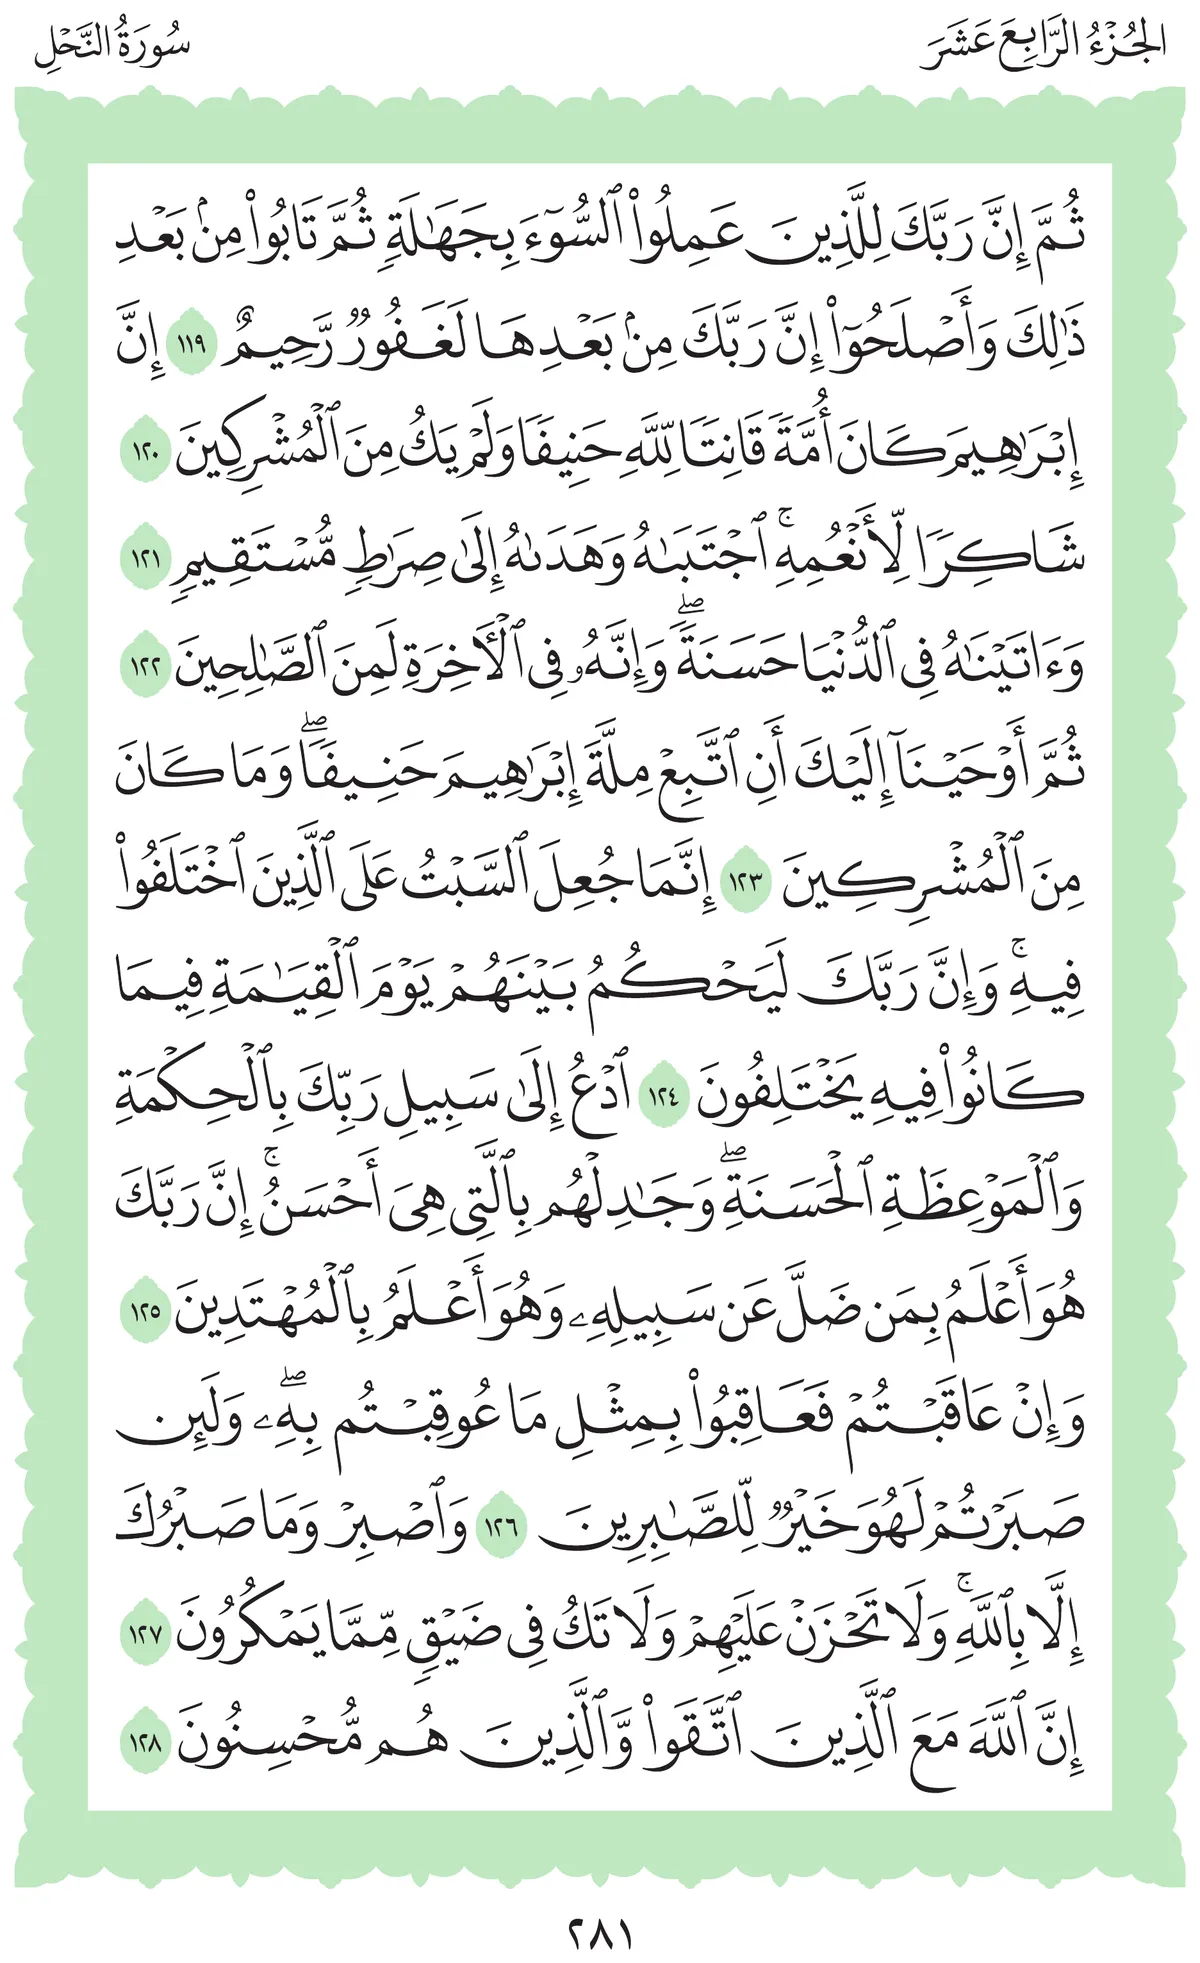 الجُزْءُ الرَّابِعَ عَشَرَ
سُورَةُ النَّحْلِ
ثُمَّ إِنَّ رَبَّكَ لِلَّذِينَ عَمِلُوا۟ ٱلسُّوٓءَ بِجَهَٰلَةٍۢ ثُمَّ تَابُوا۟ مِنۢ بَعْدِ
ذَٰلِكَ وَأَصْلَحُوٓا۟ إِنَّ رَبَّكَ مِنۢ بَعْدِهَا لَغَفُورٌۭ رَّحِيمٌ ١١٩ إِنَّ
إِبْرَٰهِيمَ كَانَ أُمَّةًۭ قَانِتًۭا لِّلَّهِ حَنِيفًۭا وَلَمْ يَكُ مِنَ ٱلْمُشْرِكِينَ ١٢٠
شَاكِرًۭا لِّأَنْعُمِهِۚ ٱجْتَبَىٰهُ وَهَدَىٰهُ إِلَىٰ صِرَٰطٍۢ مُّسْتَقِيمٍۢ ١٢١
وَءَاتَيْنَٰهُ فِى ٱلدُّنْيَا حَسَنَةًۭۖ وَإِنَّهُۥ فِى ٱلْءَاخِرَةِ لَمِنَ ٱلصَّٰلِحِينَ ١٢٢
ثُمَّ أَوْحَيْنَآ إِلَيْكَ أَنِ ٱتَّبِعْ مِلَّةَ إِبْرَٰهِيمَ حَنِيفًۭاۖ وَمَا كَانَ
مِنَ ٱلْمُشْرِكِينَ ١٢٣ إِنَّمَا جُعِلَ ٱلسَّبْتُ عَلَى ٱلَّذِينَ ٱخْتَلَفُوا۟
فِيهِۚ وَإِنَّ رَبَّكَ لَيَحْكُمُ بَيْنَهُمْ يَوْمَ ٱلْقِيَٰمَةِ فِيمَا
كَانُوا۟ فِيهِ يَخْتَلِفُونَ ١٢٤ ٱدْعُ إِلَىٰ سَبِيلِ رَبِّكَ بِٱلْحِكْمَةِ
وَٱلْمَوْعِظَةِ ٱلْحَسَنَةِۖ وَجَٰدِلْهُم بِٱلَّتِى هِىَ أَحْسَنُۚ إِنَّ رَبَّكَ
هُوَ أَعْلَمُ بِمَن ضَلَّ عَن سَبِيلِهِۦ وَهُوَ أَعْلَمُ بِٱلْمُهْتَدِينَ ١٢٥
وَإِنْ عَاقَبْتُمْ فَعَاقِبُوا۟ بِمِثْلِ مَا عُوقِبْتُم بِهِۦۖ وَلَئِن
صَبَرْتُمْ لَهُوَ خَيْرٌۭ لِّلصَّٰبِرِينَ ١٢٦ وَٱصْبِرْ وَمَا صَبْرُكَ
إِلَّا بِٱللَّهِۚ وَلَا تَحْزَنْ عَلَيْهِمْ وَلَا تَكُ فِى ضَيْقٍۢ مِّمَّا يَمْكُرُونَ ١٢٧
إِنَّ ٱللَّهَ مَعَ ٱلَّذِينَ ٱتَّقَوا۟ وَّٱلَّذِينَ هُم مُّحْسِنُونَ ١٢٨
٢٨١